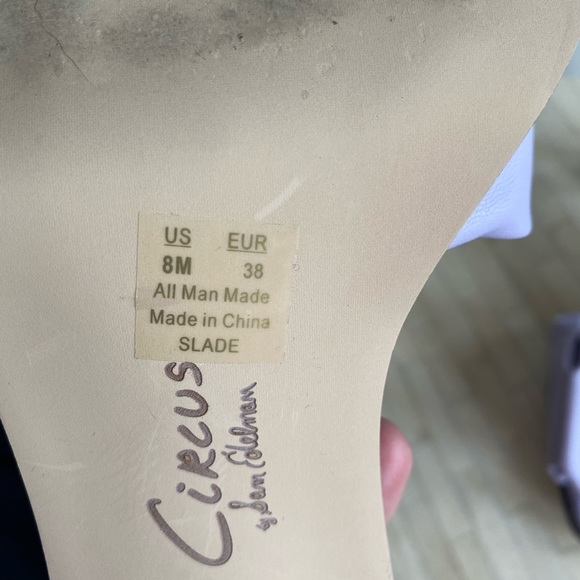 US EUR
8M 38
All Man Made
Made in China
SLADE
CIRCUS
by Sam Edelman